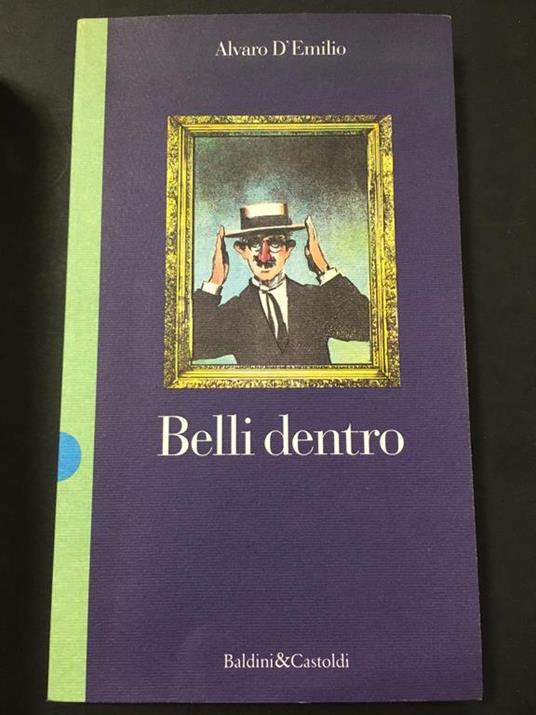 Alvaro D'Emilio
Belli dentro
Baldini&Castoldi